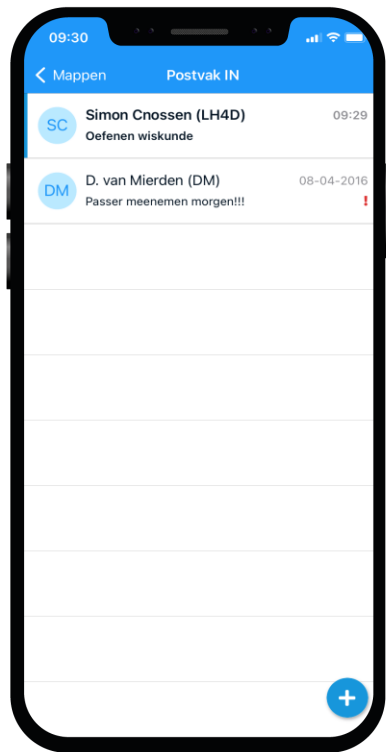 09:30
Mappen Postvak IN
SC Simon Cnossen (LH4D) 09:29
Oefenen wiskunde
DM D. van Mierden (DM) 08-04-2016
Passer meenemen morgen!!! !